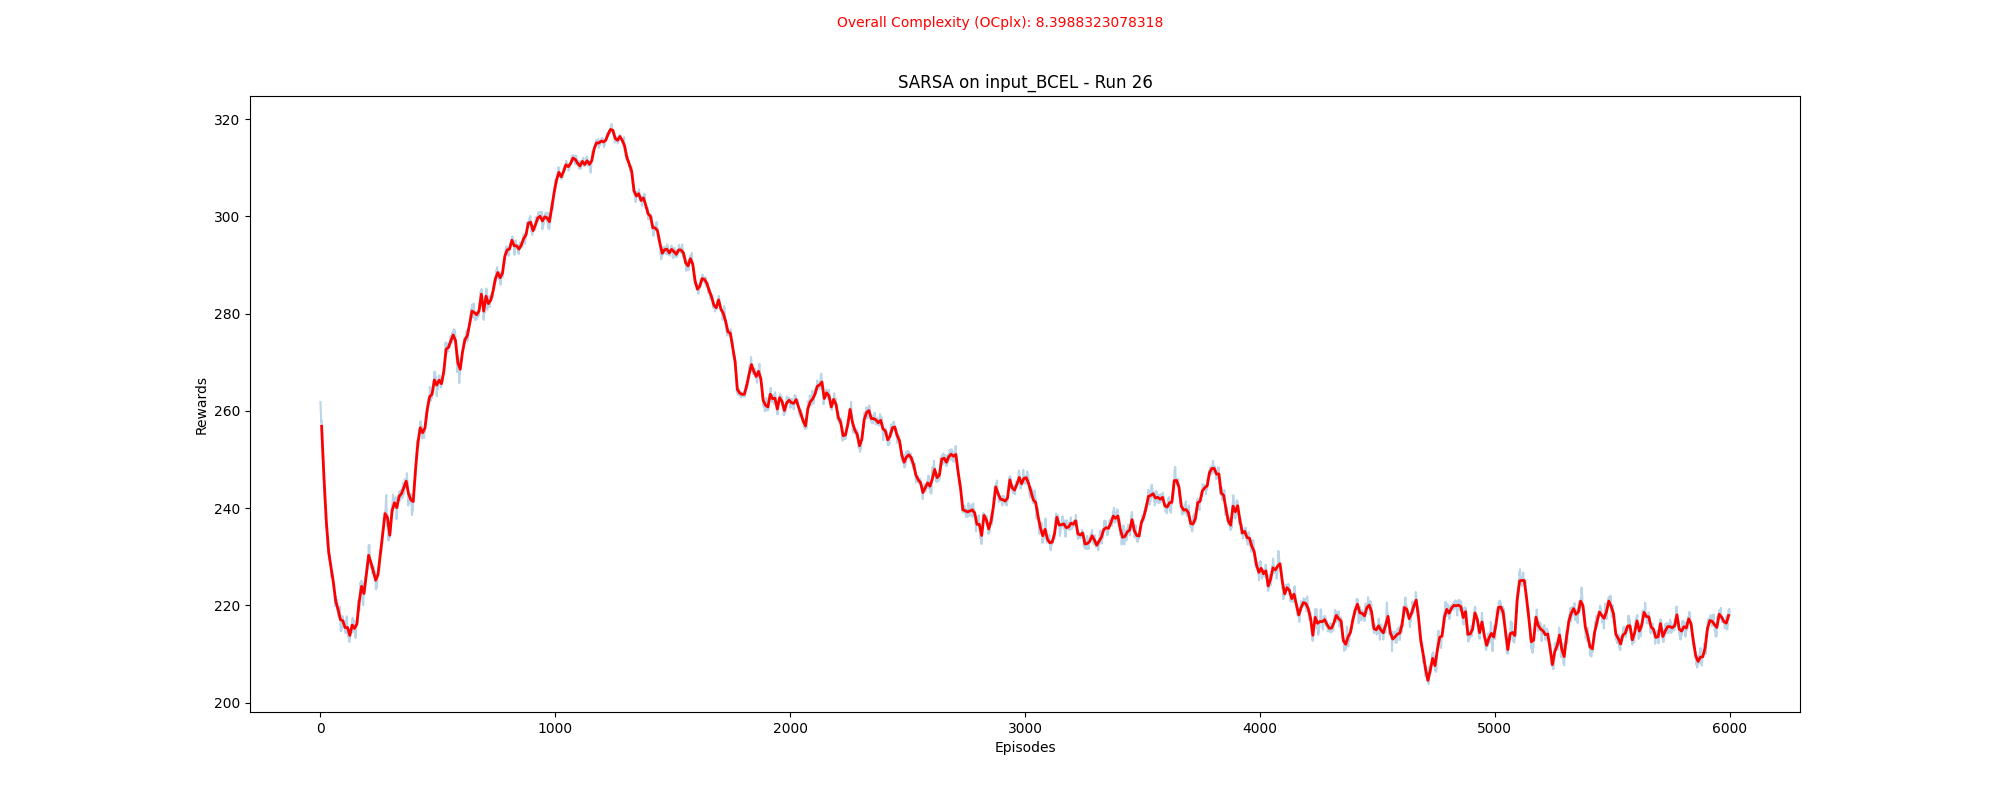 Overall Complexity (OCplx): 8.3988323078318
SARSA on input_BCEL - Run 26
320
300
280
260
240
220
200
Rewards
0 1000 2000 3000 4000 5000 6000
Episodes